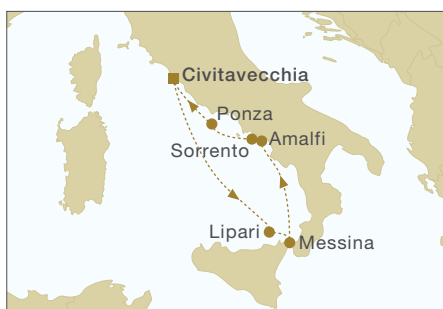 Civitavecchia
Ponza
Amalfi
Sorrento
Lipari
Messina